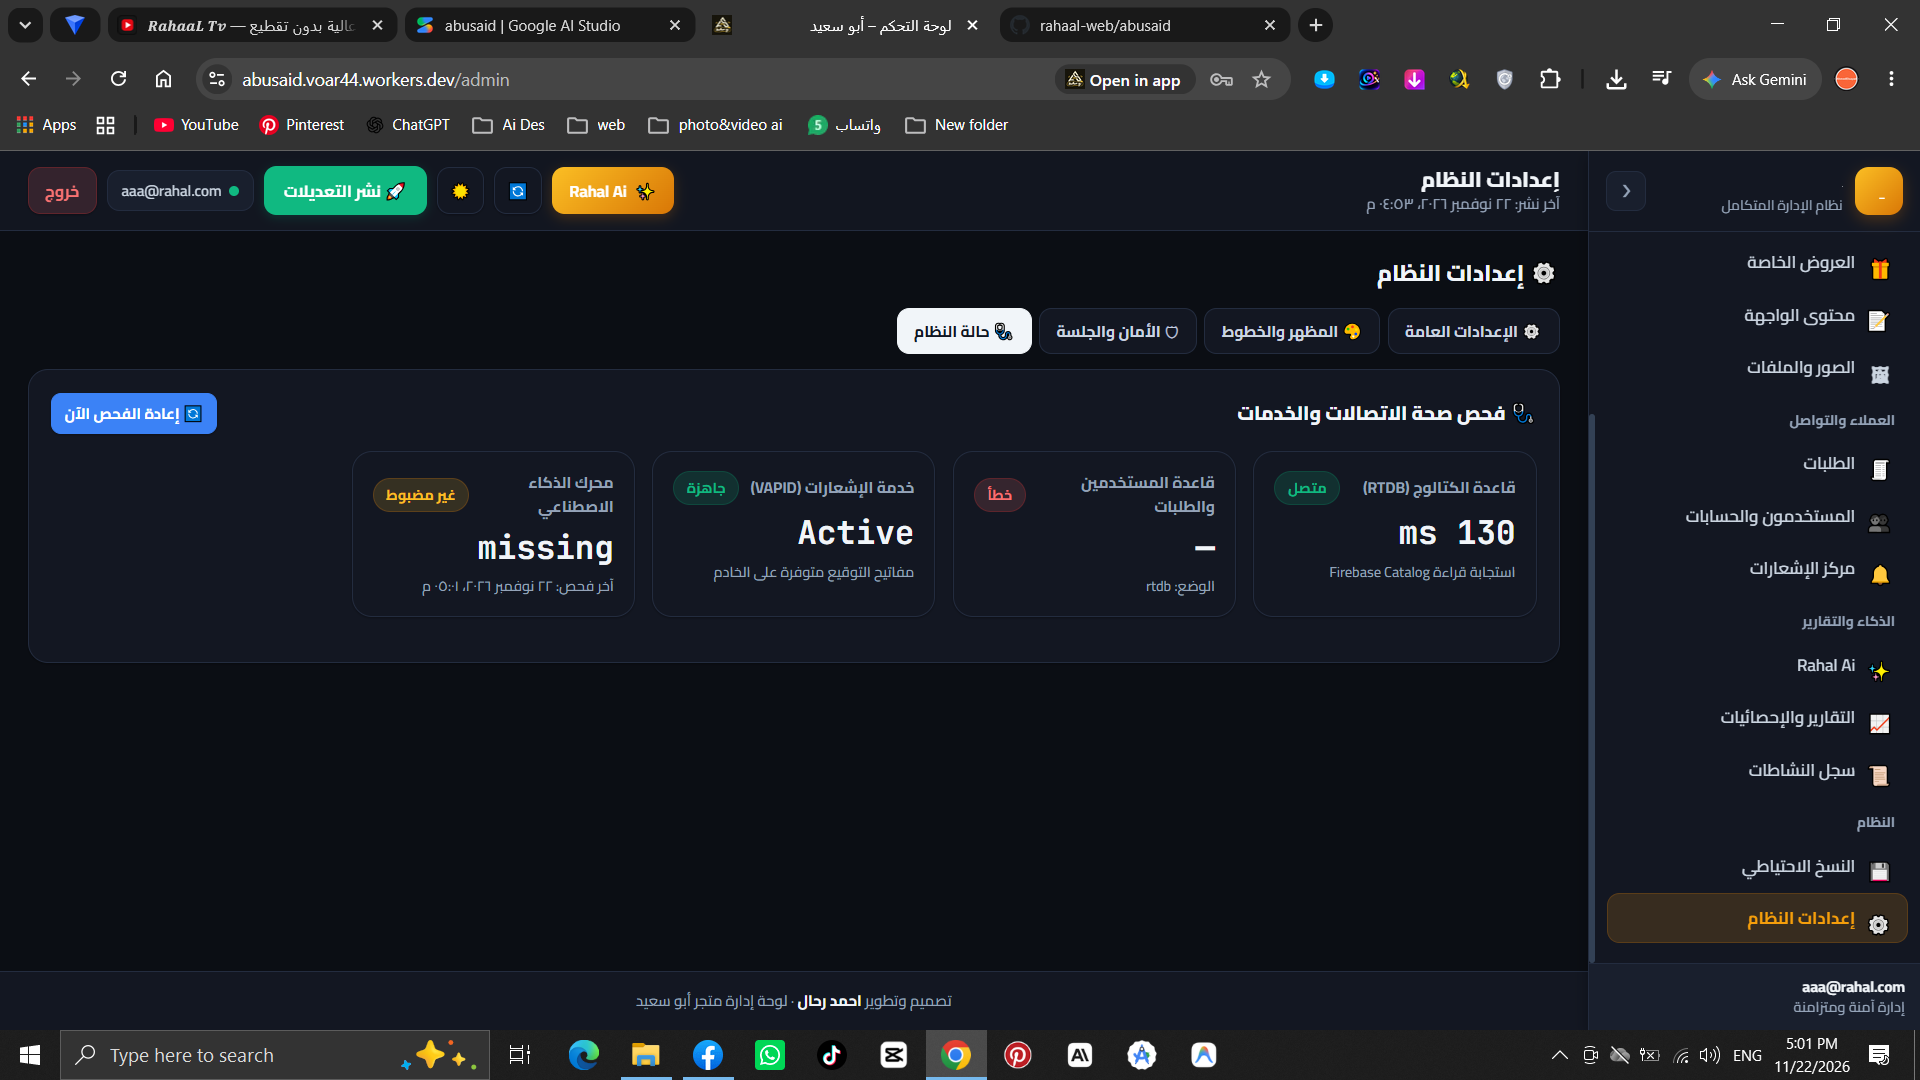 RahaaL Tv — عالية بدون تقطيع
abusaid | Google AI Studio
لوحة التحكم – أبو سعيد
rahaal-web/abusaid
abusaid.voar44.workers.dev/admin
Open in app
Ask Gemini
Apps
YouTube
Pinterest
ChatGPT
Ai Des
web
photo&video ai
5
واتساب
New folder
نظام الإدارة المتكامل
إعدادات النظام
آخر نشر: ٢٢ نوفمبر ٢٠٢٦، ٠٤:٥٣ م
Rahal Ai
نشر التعديلات
aaa@rahal.com
خروج
العروض الخاصة
محتوى الواجهة
الصور والملفات
العملاء والتواصل
الطلبات
المستخدمون والحسابات
مركز الإشعارات
الذكاء والتقارير
Rahal Ai
التقارير والإحصائيات
سجل النشاطات
النظام
النسخ الاحتياطي
إعدادات النظام
aaa@rahal.com
إدارة آمنة ومتزامنة
إعدادات النظام
الإعدادات العامة
المظهر والخطوط
الأمان والجلسة
حالة النظام
فحص صحة الاتصالات والخدمات
إعادة الفحص الآن
قاعدة الكتالوج (RTDB)
متصل
130 ms
استجابة قراءة Firebase Catalog
قاعدة المستخدمين
والطلبات
خطأ
—
الوضع: rtdb
خدمة الإشعارات (VAPID)
جاهزة
Active
مفاتيح التوقيع متوفرة على الخادم
محرك الذكاء
الاصطناعي
غير مضبوط
missing
آخر فحص: ٢٢ نوفمبر ٢٠٢٦، ٠٥:٠١ م
تصميم وتطوير احمد رحال · لوحة إدارة متجر أبو سعيد
Type here to search
ENG
5:01 PM
11/22/2026